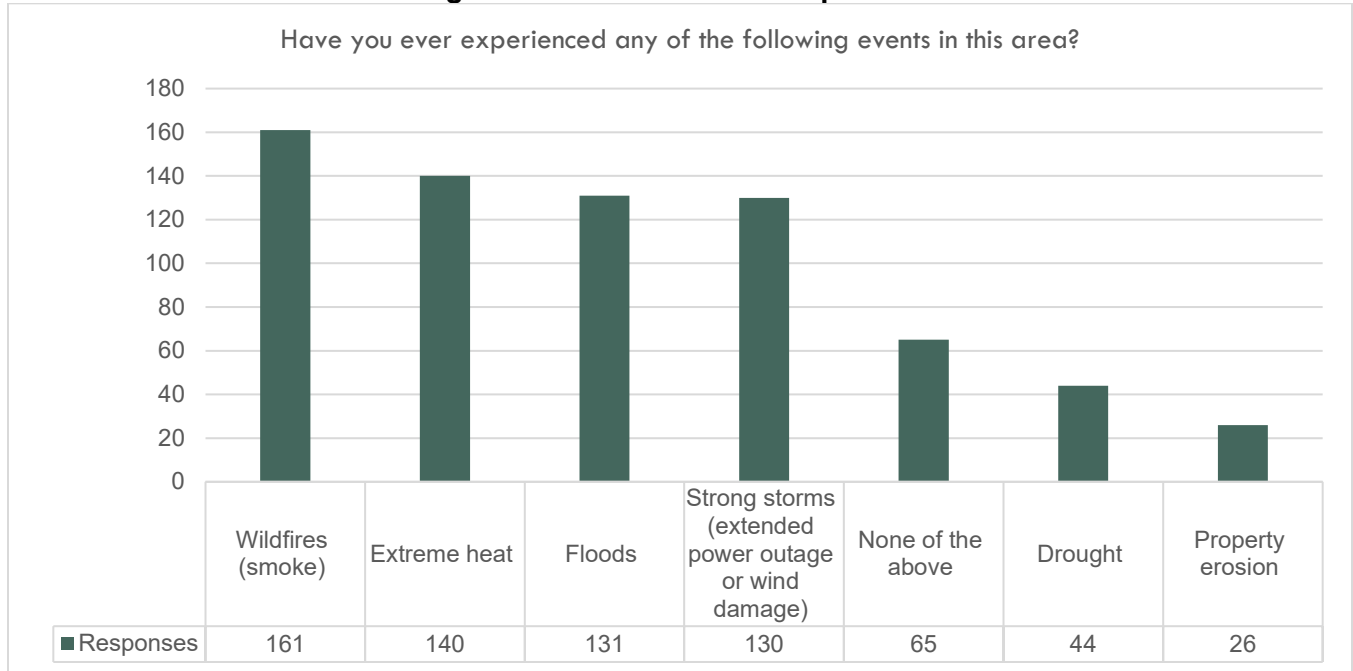 Have you ever experienced any of the following events in this area?
180
160
140
120
100
80
60
40
20
0
Wildfires
(smoke)
Extreme heat
Floods
Strong storms
(extended
power outage
or wind
damage)
None of the
above
Drought
Property
erosion
Responses 161 140 131 130 65 44 26